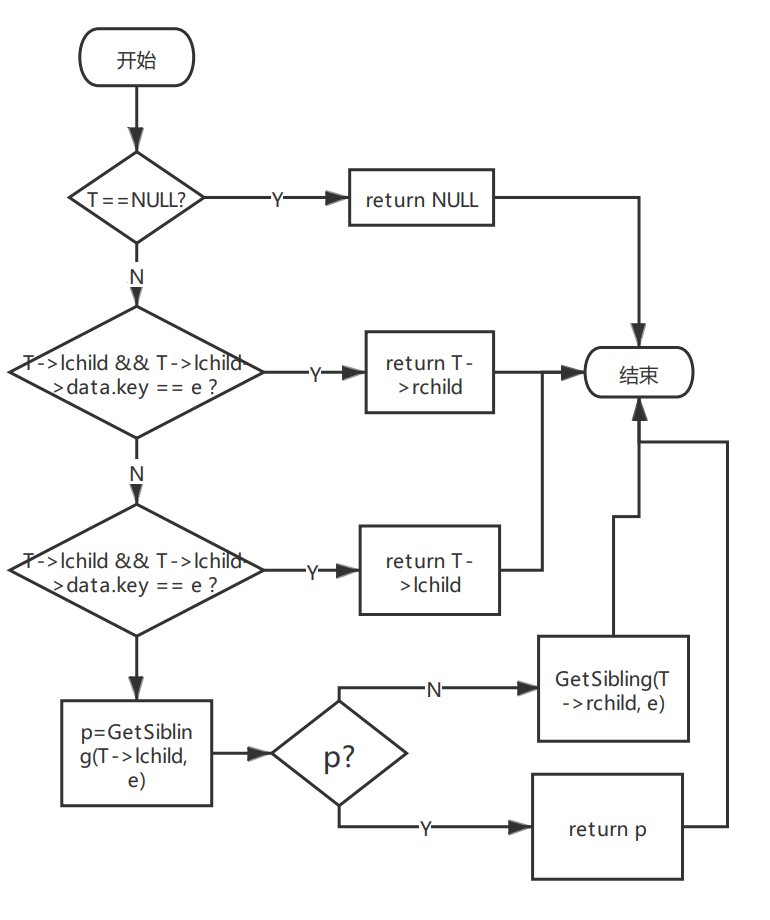 开始
T==NULL?
Y
return NULL
N
T->lchild && T->lchild-
>data.key == e ?
Y
return T-
>rchild
结束
N
T->lchild && T->lchild-
>data.key == e ?
Y
return T-
>lchild
p=GetSiblin
g(T->lchild,
e)
p?
N
GetSibling(T
->rchild, e)
Y
return p